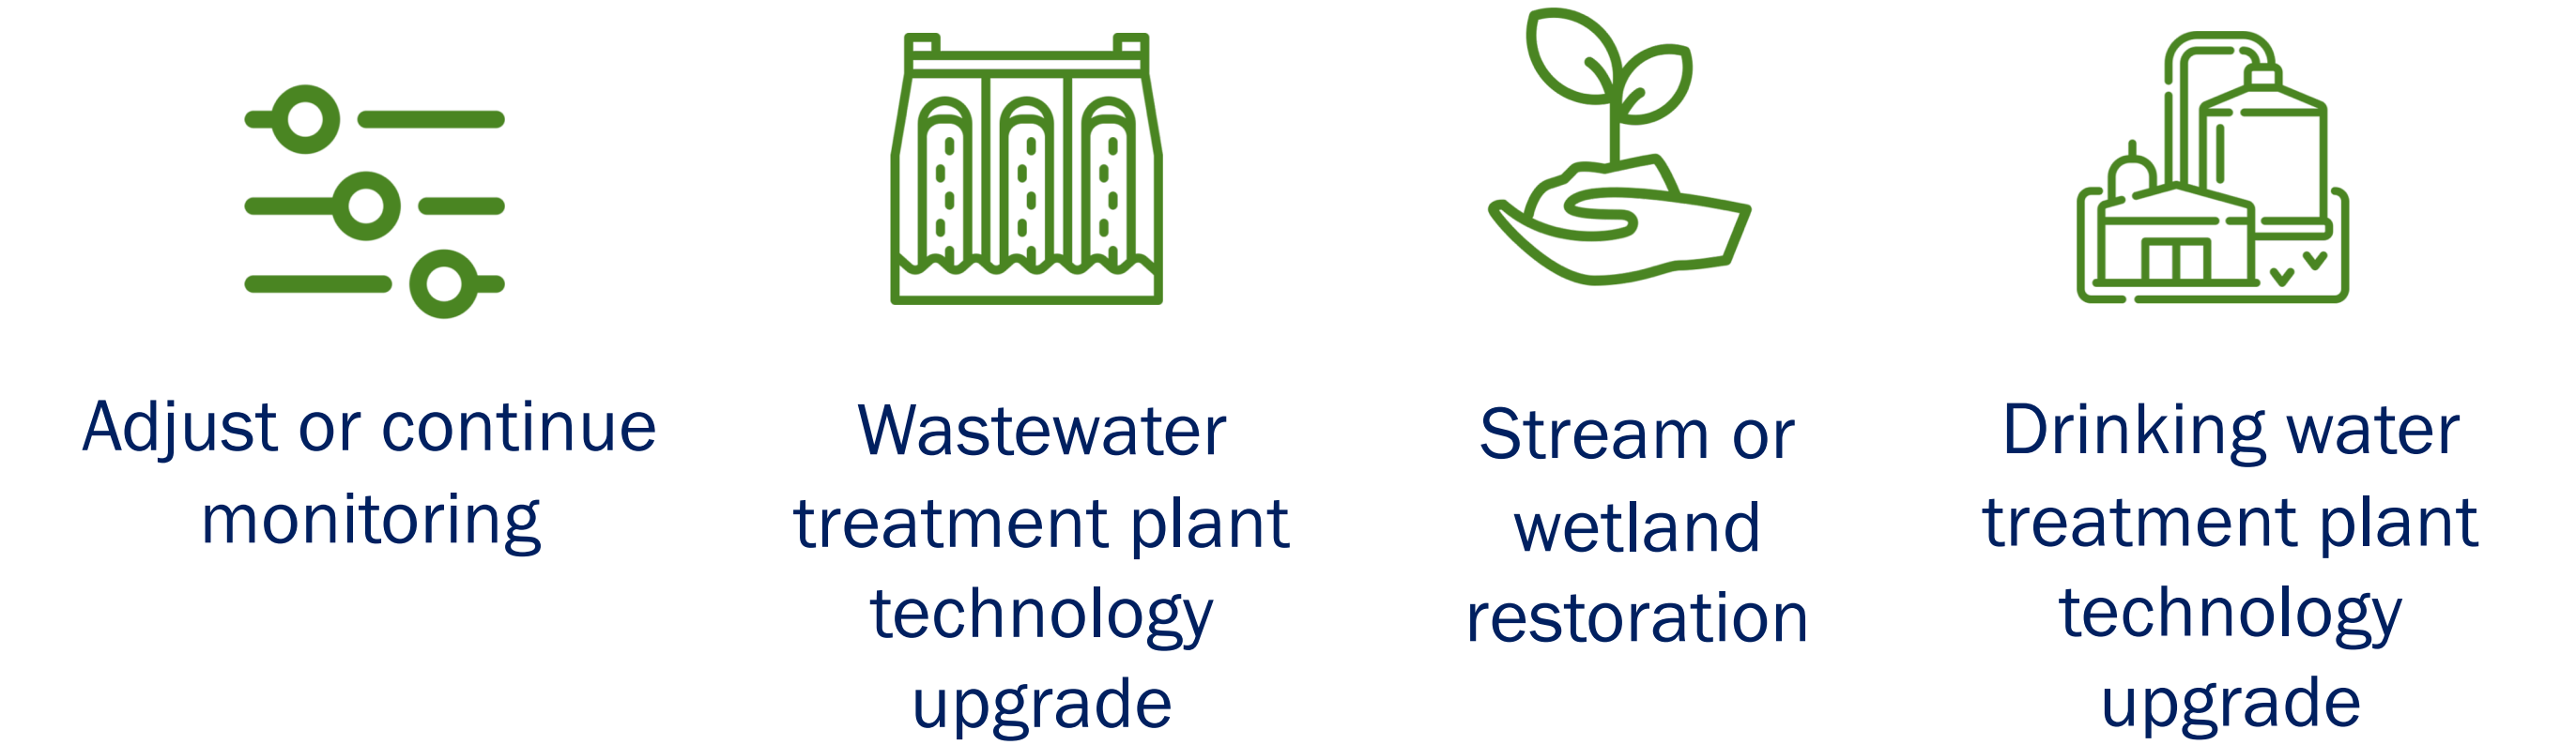 Adjust or continue
monitoring
Wastewater
treatment plant
technology
upgrade
Stream or
wetland
restoration
Drinking water
treatment plant
technology
upgrade